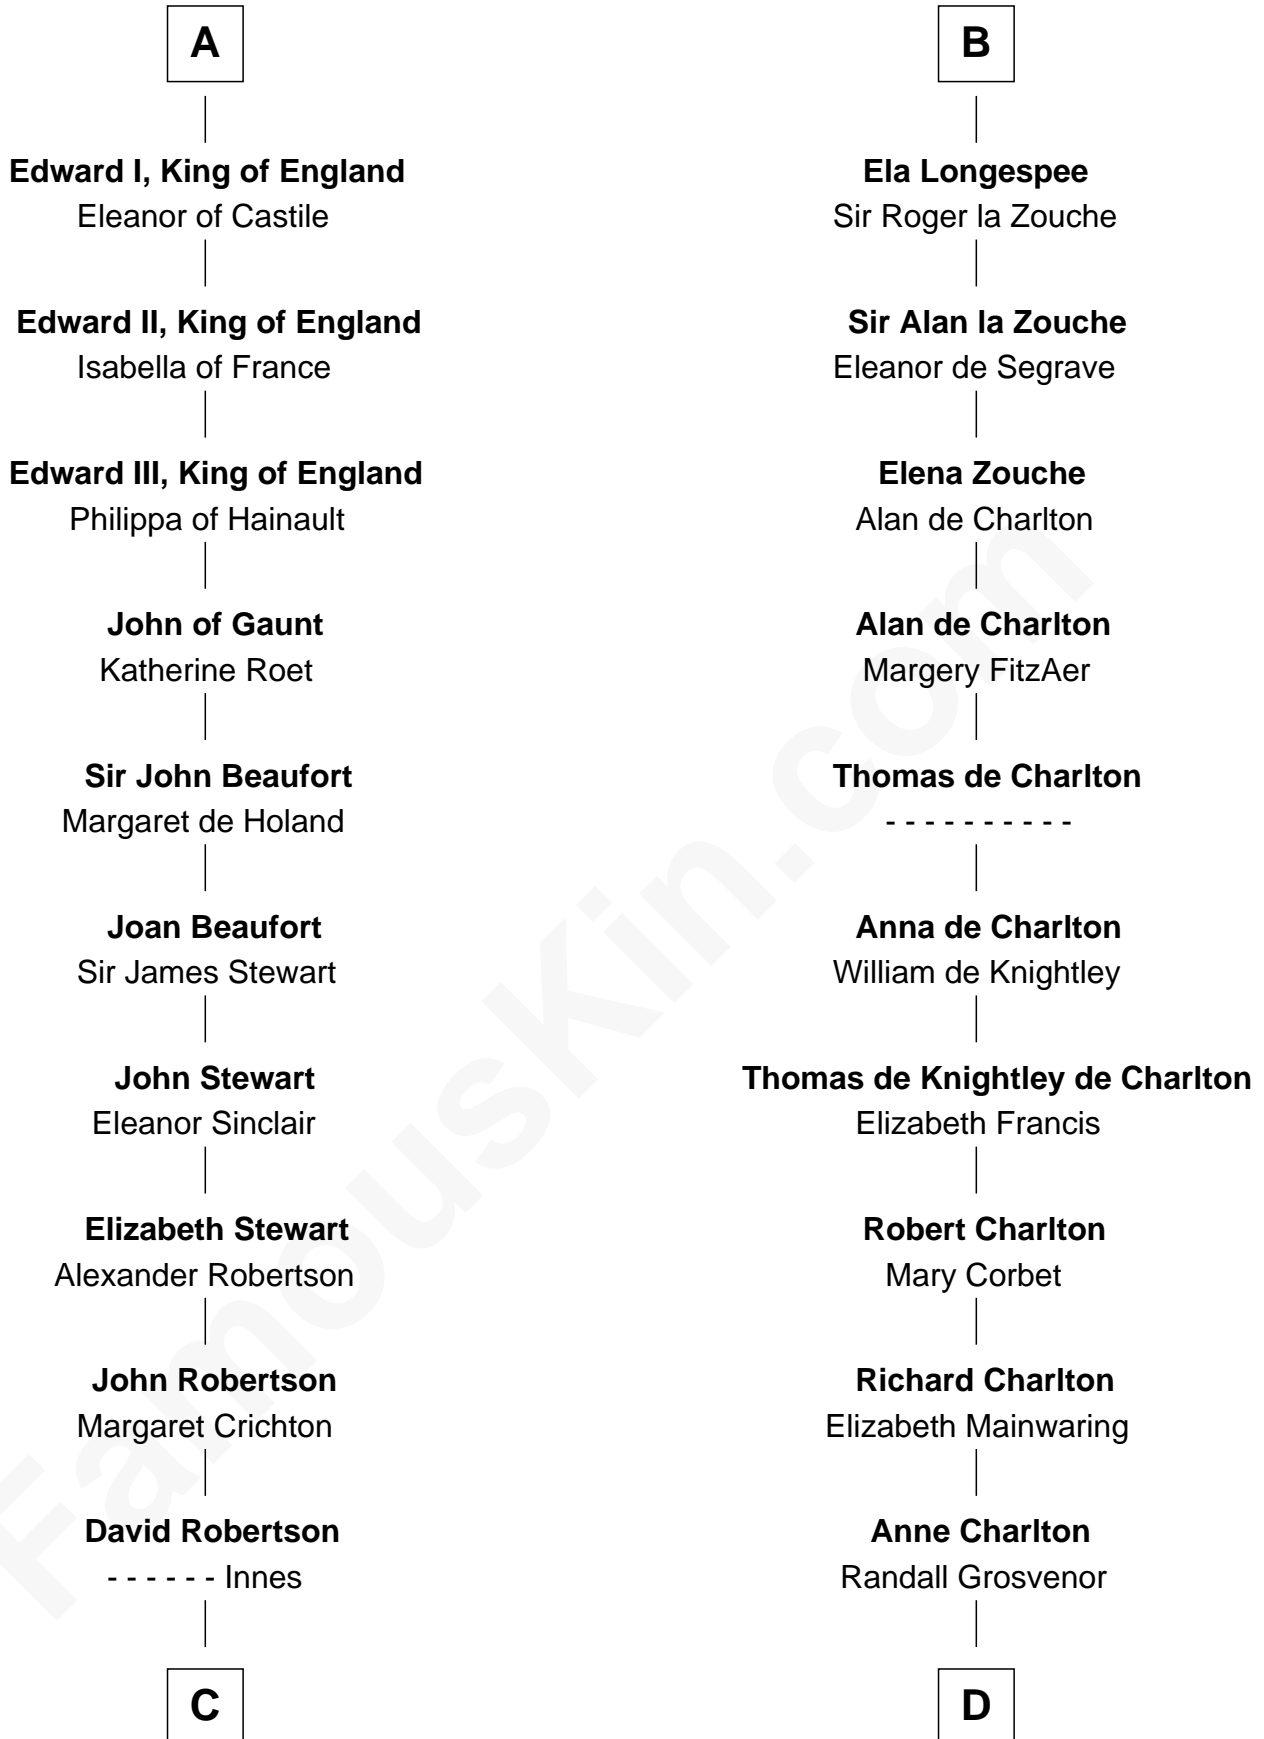 A
Edward I, King of England
Eleanor of Castile
Edward II, King of England
Isabella of France
Edward III, King of England
Philippa of Hainault
John of Gaunt
Katherine Roet
Sir John Beaufort
Margaret de Holand
Joan Beaufort
Sir James Stewart
John Stewart
Eleanor Sinclair
Elizabeth Stewart
Alexander Robertson
John Robertson
Margaret Crichton
David Robertson
- - - - - - Innes
C
B
Ela Longespee
Sir Roger la Zouche
Sir Alan la Zouche
Eleanor de Segrave
Elena Zouche
Alan de Charlton
Alan de Charlton
Margery FitzAer
Thomas de Charlton
- - - - - - - - - -
Anna de Charlton
William de Knightley
Thomas de Knightley de Charlton
Elizabeth Francis
Robert Charlton
Mary Corbet
Richard Charlton
Elizabeth Mainwaring
Anne Charlton
Randall Grosvenor
D
FamousKin.com